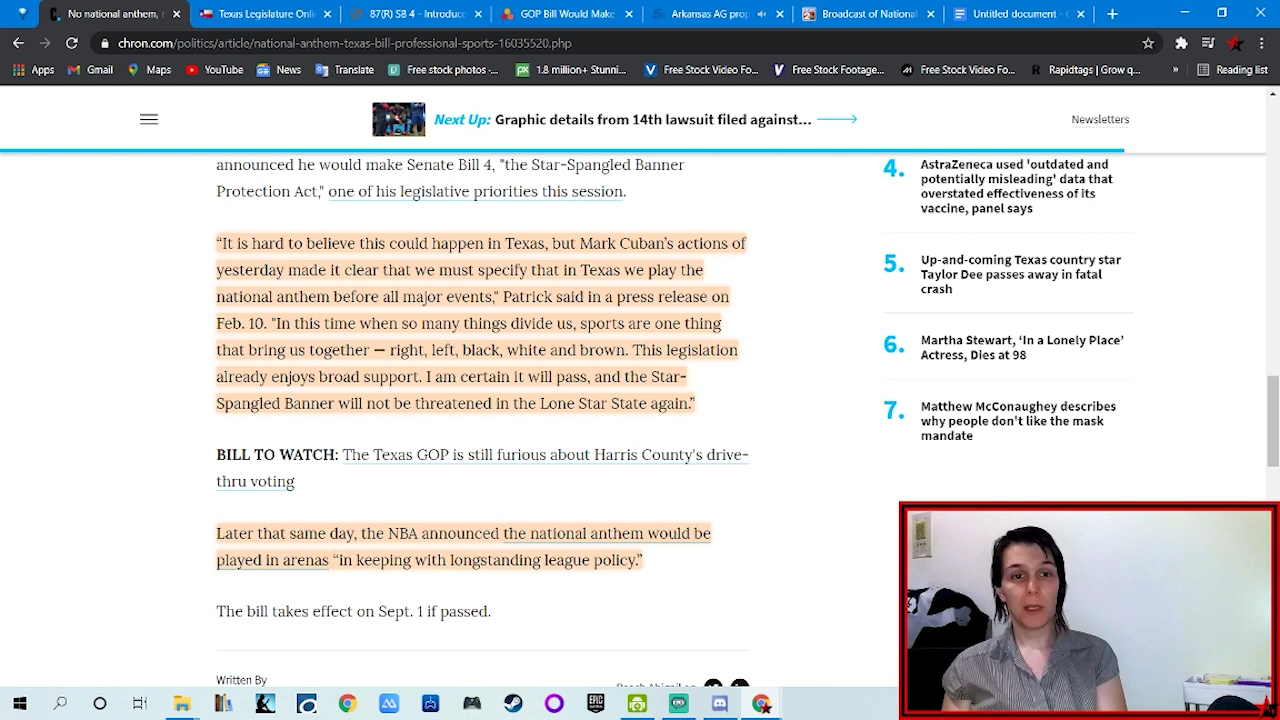 No national anthem,
Texas Legislature Onli
87(R) SB 4 - Introduce
GOP Bill Would Make
Arkansas AG prop
Broadcast of National
Untitled document -
chron.com/politics/article/national-anthem-texas-bill-professional-sports-16035520.php
Apps Gmail Maps YouTube News Translate Free stock photos -... 1.8 million+ Stunni... Free Stock Video Fo... Free Stock Footage... Free Stock Video Fo... Rapidtags | Grow q... » Reading list
Next Up: Graphic details from 14th lawsuit filed against...
Newsletters
announced he would make Senate Bill 4, "the Star-Spangled Banner
Protection Act," one of his legislative priorities this session.
“It is hard to believe this could happen in Texas, but Mark Cuban’s actions of
yesterday made it clear that we must specify that in Texas we play the
national anthem before all major events," Patrick said in a press release on
Feb. 10. "In this time when so many things divide us, sports are one thing
that bring us together — right, left, black, white and brown. This legislation
already enjoys broad support. I am certain it will pass, and the Star-
Spangled Banner will not be threatened in the Lone Star State again.”
BILL TO WATCH: The Texas GOP is still furious about Harris County's drive-
thru voting
Later that same day, the NBA announced the national anthem would be
played in arenas “in keeping with longstanding league policy.”
The bill takes effect on Sept. 1 if passed.
Written By
4. AstraZeneca used 'outdated and
potentially misleading' data that
overstated effectiveness of its
vaccine, panel says
5. Up-and-coming Texas country star
Taylor Dee passes away in fatal
crash
6. Martha Stewart, ‘In a Lonely Place’
Actress, Dies at 98
7. Matthew McConaughey describes
why people don't like the mask
mandate